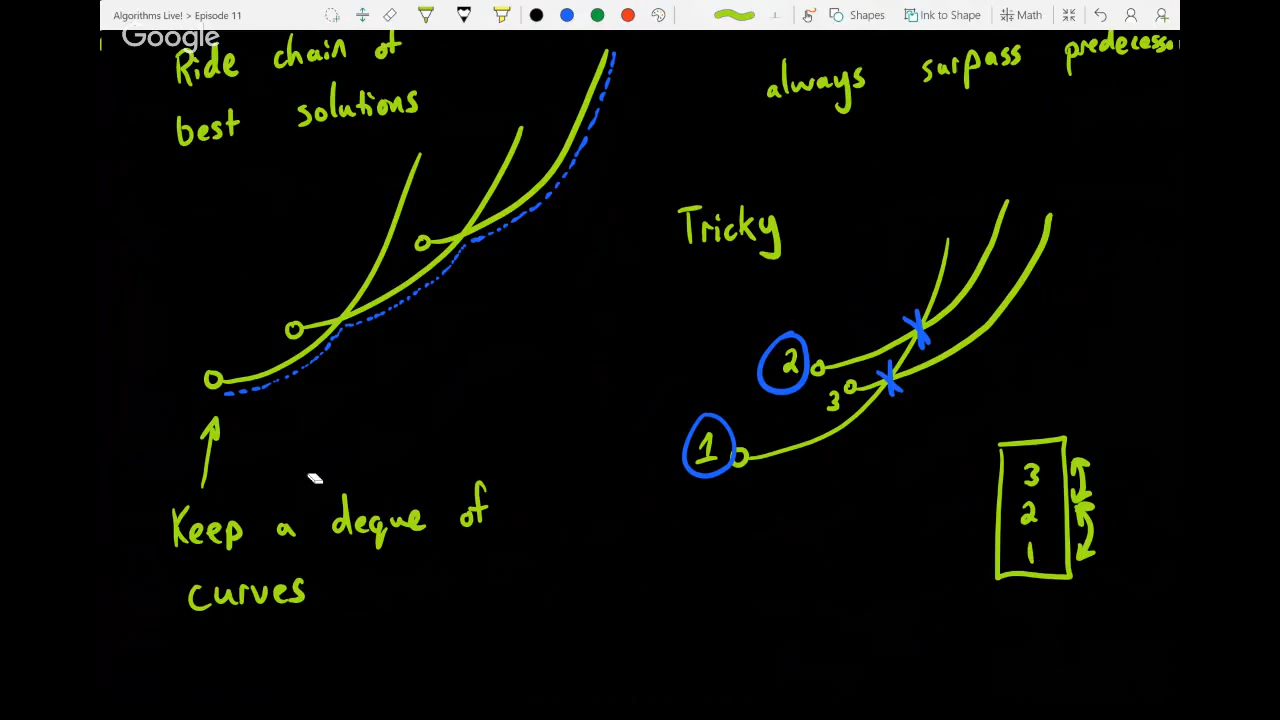 Algorithms Live! > Episode 11
Shapes
Ink to Shape
Math
Google
Ride chain of
best solutions
always surpass predecesso
Tricky
2
3
1
3
2
1
Keep a deque of
curves